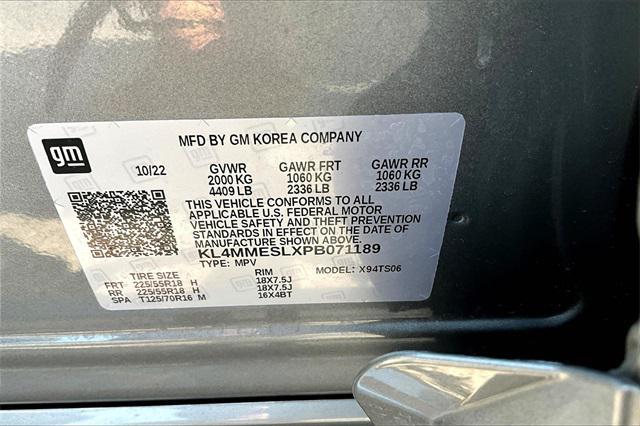 gm
MFD BY GM KOREA COMPANY
10/22 GVWR GAWR FRT GAWR RR
2000 KG 1060 KG 1060 KG
4409 LB 2336 LB 2336 LB
THIS VEHICLE CONFORMS TO ALL
APPLICABLE U.S. FEDERAL MOTOR
VEHICLE SAFETY AND THEFT PREVENTION
STANDARDS IN EFFECT ON THE DATE OF
MANUFACTURE SHOWN ABOVE.
KL4MMESLXPB071189
TYPE: MPV MODEL: X94TS06
TIRE SIZE RIM
FRT 225/55R18 H 18X7.5J
RR 225/55R18 H 18X7.5J
SPA T125/70R16 M 16X4BT